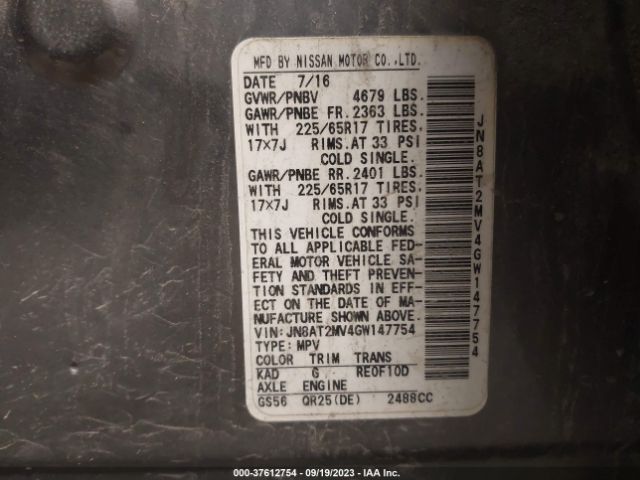 MFD BY NISSAN MOTOR CO.,LTD.
DATE 7/16
GVWR/PNBV 4679 LBS.
GAWR/PNBE FR. 2363 LBS.
WITH 225/65R17 TIRES,
17×7J RIMS.AT 33 PSI
COLD SINGLE.
GAWR/PNBE RR. 2401 LBS.
WITH 225/65R17 TIRES,
17×7J RIMS.AT 33 PSI
COLD SINGLE.
THIS VEHICLE CONFORMS
TO ALL APPLICABLE FED-
ERAL MOTOR VEHICLE SA-
FETY AND THEFT PREVEN-
TION STANDARDS IN EFF-
ECT ON THE DATE OF MA-
NUFACTURE SHOWN ABOVE.
VIN:JN8AT2MV4GW147754
TYPE: MPV
COLOR TRIM TRANS
KAD G RE0F10D
AXLE ENGINE
GS56 QR25(DE) 2488CC
JN8AT2MV4GW147754
000-37612754 - 09/19/2023 - IAA Inc.